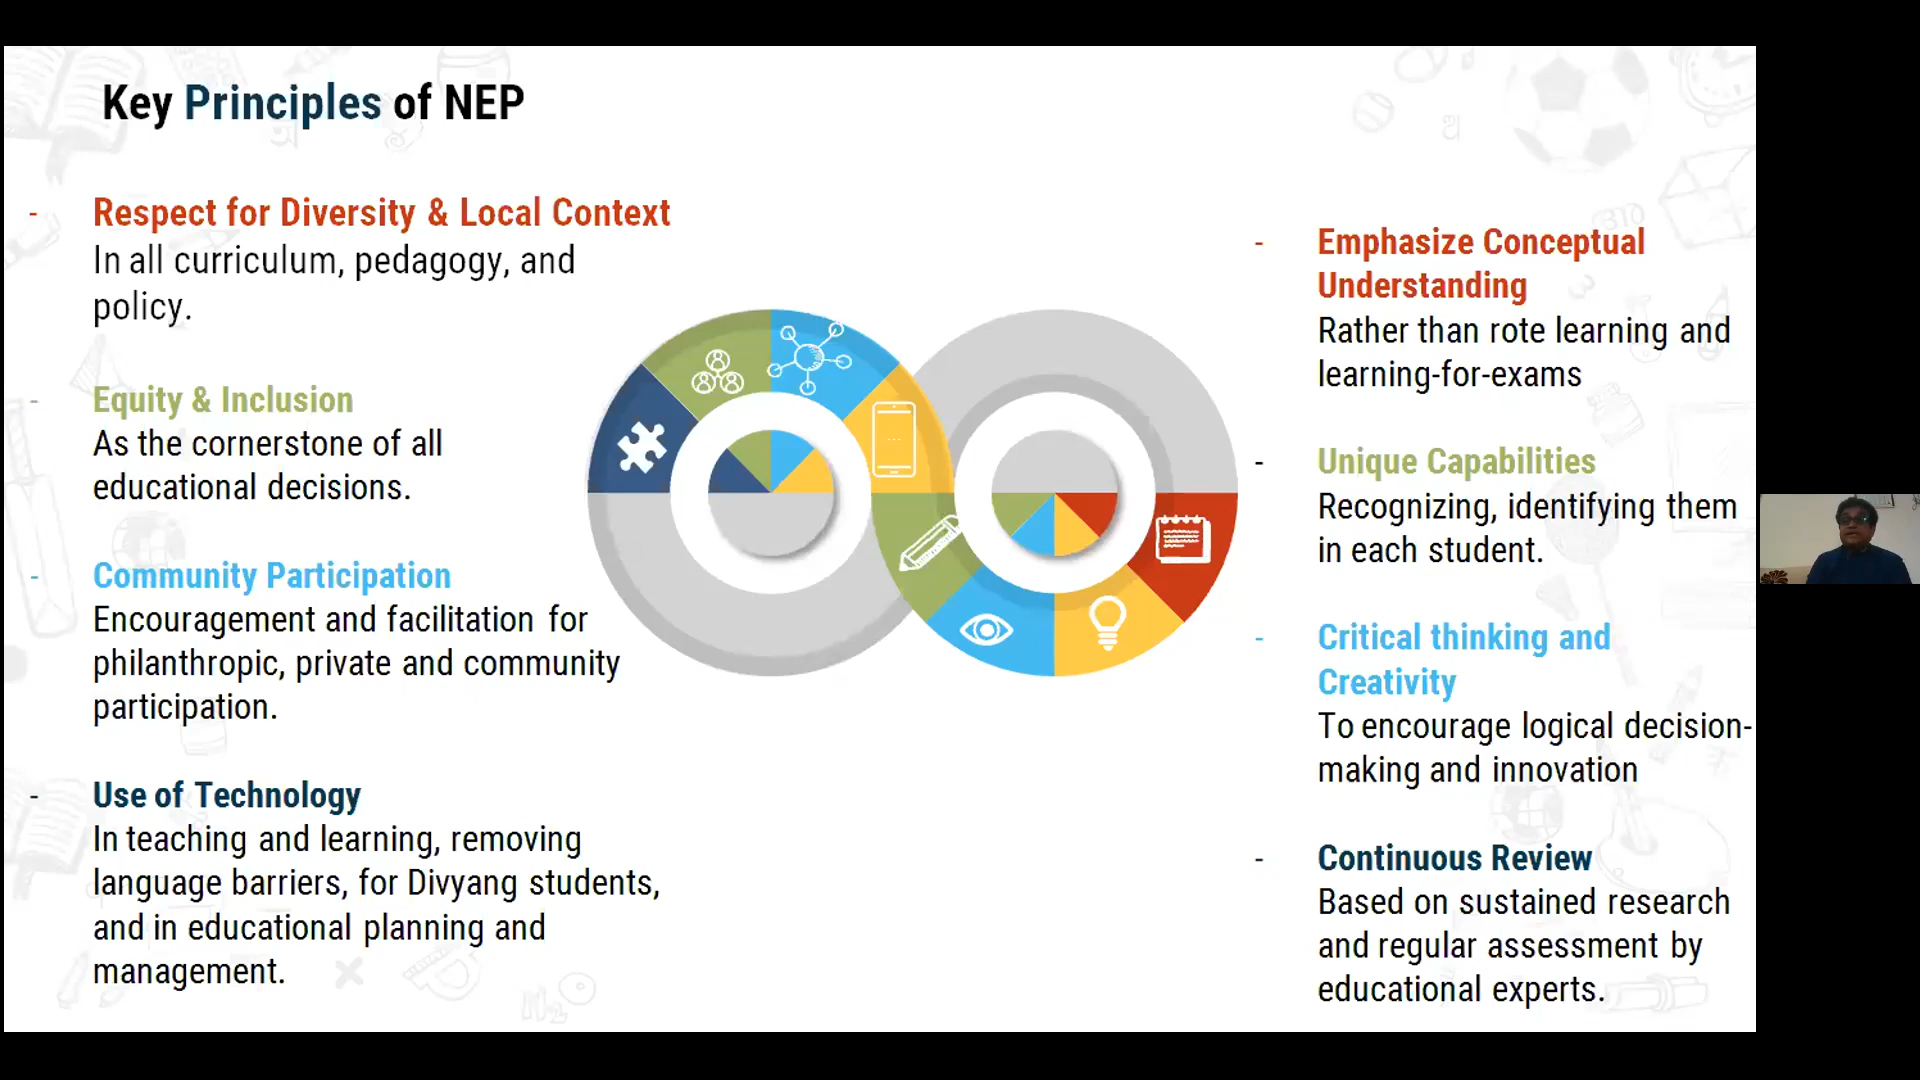 Key Principles of NEP
- Respect for Diversity & Local Context
In all curriculum, pedagogy, and
policy.
- Equity & Inclusion
As the cornerstone of all
educational decisions.
- Community Participation
Encouragement and facilitation for
philanthropic, private and community
participation.
- Use of Technology
In teaching and learning, removing
language barriers, for Divyang students,
and in educational planning and
management.
- Emphasize Conceptual
Understanding
Rather than rote learning and
learning-for-exams
- Unique Capabilities
Recognizing, identifying them
in each student.
- Critical thinking and
Creativity
To encourage logical decision-
making and innovation
- Continuous Review
Based on sustained research
and regular assessment by
educational experts.